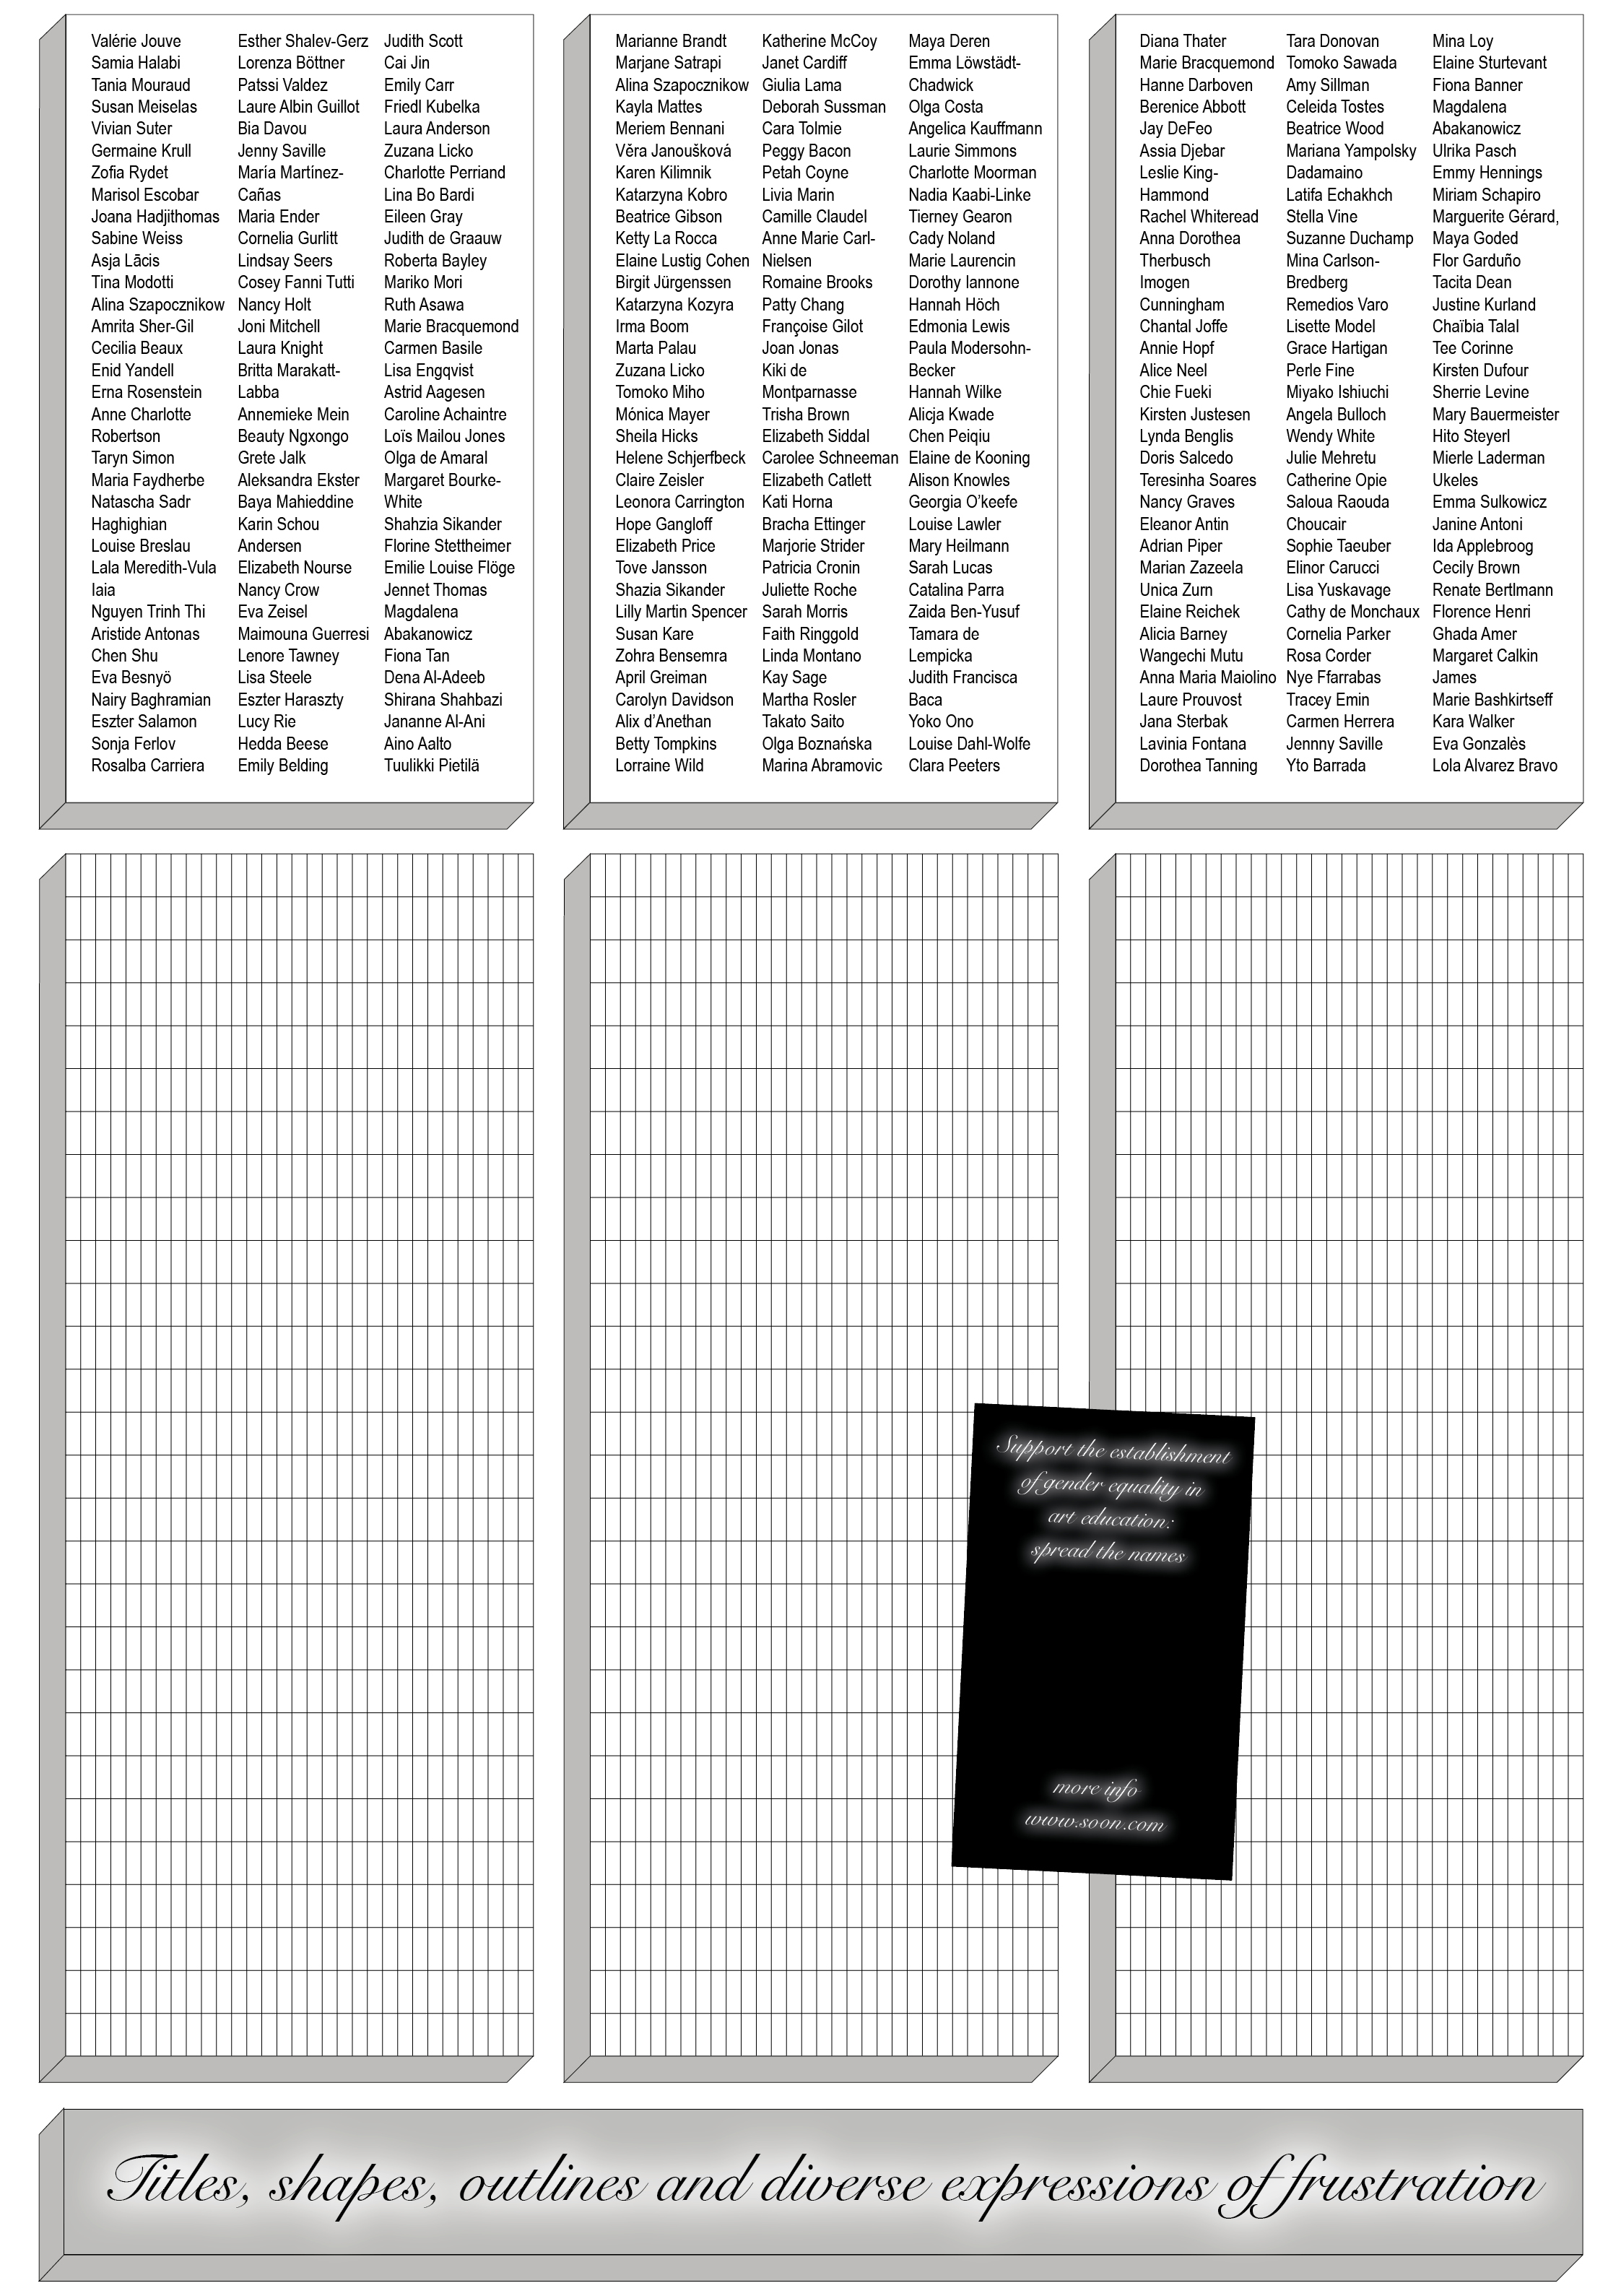 Valérie Jouve
Samia Halabi
Tania Mouraud
Susan Meiselas
Vivian Suter
Germaine Krull
Zofia Rydet
Marisol Escobar
Joana Hadjithomas
Sabine Weiss
Asja Lācis
Tina Modotti
Alina Szapocznikow
Amrita Sher-Gil
Cecilia Beaux
Enid Yandell
Erna Rosenstein
Anne Charlotte
Robertson
Taryn Simon
Maria Faydherbe
Natascha Sadr
Haghighian
Louise Breslau
Lala Meredith-Vula
Iaia
Nguyen Trinh Thi
Aristide Antonas
Chen Shu
Eva Besnyö
Nairy Baghramian
Eszter Salamon
Sonja Ferlov
Rosalba Carriera
Esther Shalev-Gerz
Lorenza Böttner
Patssi Valdez
Laure Albin Guillot
Bia Davou
Jenny Saville
María Martínez-
Cañas
Maria Ender
Cornelia Gurlitt
Lindsay Seers
Cosey Fanni Tutti
Nancy Holt
Joni Mitchell
Laura Knight
Britta Marakatt-
Labba
Annemieke Mein
Beauty Ngxongo
Grete Jalk
Aleksandra Ekster
Baya Mahieddine
Karin Schou
Andersen
Elizabeth Nourse
Nancy Crow
Eva Zeisel
Maimouna Guerresi
Lenore Tawney
Lisa Steele
Eszter Haraszty
Lucy Rie
Hedda Beese
Emily Belding
Judith Scott
Cai Jin
Emily Carr
Friedl Kubelka
Laura Anderson
Zuzana Licko
Charlotte Perriand
Lina Bo Bardi
Eileen Gray
Judith de Graauw
Roberta Bayley
Mariko Mori
Ruth Asawa
Marie Bracquemond
Carmen Basile
Lisa Engqvist
Astrid Aagesen
Caroline Achaintre
Loïs Mailou Jones
Olga de Amaral
Margaret Bourke-
White
Shahzia Sikander
Florine Stettheimer
Emilie Louise Flöge
Jennet Thomas
Magdalena
Abakanowicz
Fiona Tan
Dena Al-Adeeb
Shirana Shahbazi
Jananne Al-Ani
Aino Aalto
Tuulikki Pietilä
Marianne Brandt
Marjane Satrapi
Alina Szapocznikow
Kayla Mattes
Meriem Bennani
Věra Janoušková
Karen Kilimnik
Katarzyna Kobro
Beatrice Gibson
Ketty La Rocca
Elaine Lustig Cohen
Birgit Jürgenssen
Katarzyna Kozyra
Irma Boom
Marta Palau
Zuzana Licko
Tomoko Miho
Mónica Mayer
Sheila Hicks
Helene Schjerfbeck
Claire Zeisler
Leonora Carrington
Hope Gangloff
Elizabeth Price
Tove Jansson
Shazia Sikander
Lilly Martin Spencer
Susan Kare
Zohra Bensemra
April Greiman
Carolyn Davidson
Alix d’Anethan
Betty Tompkins
Lorraine Wild
Katherine McCoy
Janet Cardiff
Giulia Lama
Deborah Sussman
Cara Tolmie
Peggy Bacon
Petah Coyne
Livia Marin
Camille Claudel
Anne Marie Carl-
Nielsen
Romaine Brooks
Patty Chang
Françoise Gilot
Joan Jonas
Kiki de
Montparnasse
Trisha Brown
Elizabeth Siddal
Carolee Schneeman
Elizabeth Catlett
Kati Horna
Bracha Ettinger
Marjorie Strider
Patricia Cronin
Juliette Roche
Sarah Morris
Faith Ringgold
Linda Montano
Kay Sage
Martha Rosler
Takato Saito
Olga Boznańska
Marina Abramovic
Maya Deren
Emma Löwstädt-
Chadwick
Olga Costa
Angelica Kauffmann
Laurie Simmons
Charlotte Moorman
Nadia Kaabi-Linke
Tierney Gearon
Cady Noland
Marie Laurencin
Dorothy Iannone
Hannah Höch
Edmonia Lewis
Paula Modersohn-
Becker
Hannah Wilke
Alicja Kwade
Chen Peiqiu
Elaine de Kooning
Alison Knowles
Georgia O’keefe
Louise Lawler
Mary Heilmann
Sarah Lucas
Catalina Parra
Zaida Ben-Yusuf
Tamara de
Lempicka
Judith Francisca
Baca
Yoko Ono
Louise Dahl-Wolfe
Clara Peeters
Diana Thater
Marie Bracquemond
Hanne Darboven
Berenice Abbott
Jay DeFeo
Assia Djebar
Leslie King-
Hammond
Rachel Whiteread
Anna Dorothea
Therbusch
Imogen
Cunningham
Chantal Joffe
Annie Hopf
Alice Neel
Chie Fueki
Kirsten Justesen
Lynda Benglis
Doris Salcedo
Teresinha Soares
Nancy Graves
Eleanor Antin
Adrian Piper
Marian Zazeela
Unica Zurn
Elaine Reichek
Alicia Barney
Wangechi Mutu
Anna Maria Maiolino
Laure Prouvost
Jana Sterbak
Lavinia Fontana
Dorothea Tanning
Tara Donovan
Tomoko Sawada
Amy Sillman
Celeida Tostes
Beatrice Wood
Mariana Yampolsky
Dadamaino
Latifa Echakhch
Stella Vine
Suzanne Duchamp
Mina Carlson-
Bredberg
Remedios Varo
Lisette Model
Grace Hartigan
Perle Fine
Miyako Ishiuchi
Angela Bulloch
Wendy White
Julie Mehretu
Catherine Opie
Saloua Raouda
Choucair
Sophie Taeuber
Elinor Carucci
Lisa Yuskavage
Cathy de Monchaux
Cornelia Parker
Rosa Corder
Nye Ffarrabas
Tracey Emin
Carmen Herrera
Jennny Saville
Yto Barrada
Mina Loy
Elaine Sturtevant
Fiona Banner
Magdalena
Abakanowicz
Ulrika Pasch
Emmy Hennings
Miriam Schapiro
Marguerite Gérard,
Maya Goded
Flor Garduño
Tacita Dean
Justine Kurland
Chaïbia Talal
Tee Corinne
Kirsten Dufour
Sherrie Levine
Mary Bauermeister
Hito Steyerl
Mierle Laderman
Ukeles
Emma Sulkowicz
Janine Antoni
Ida Applebroog
Cecily Brown
Renate Bertlmann
Florence Henri
Ghada Amer
Margaret Calkin
James
Marie Bashkirtseff
Kara Walker
Eva Gonzalès
Lola Alvarez Bravo
Support the establishment
of gender equality in
art education:
spread the names
more info
www.soon.com
Titles, shapes, outlines and diverse expressions of frustration